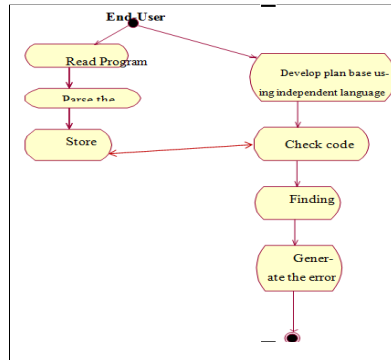 End User
Read Program
Develop plan base us-
ing independent language
Parse the
Store
Check code
Finding
Gener-
ate the error